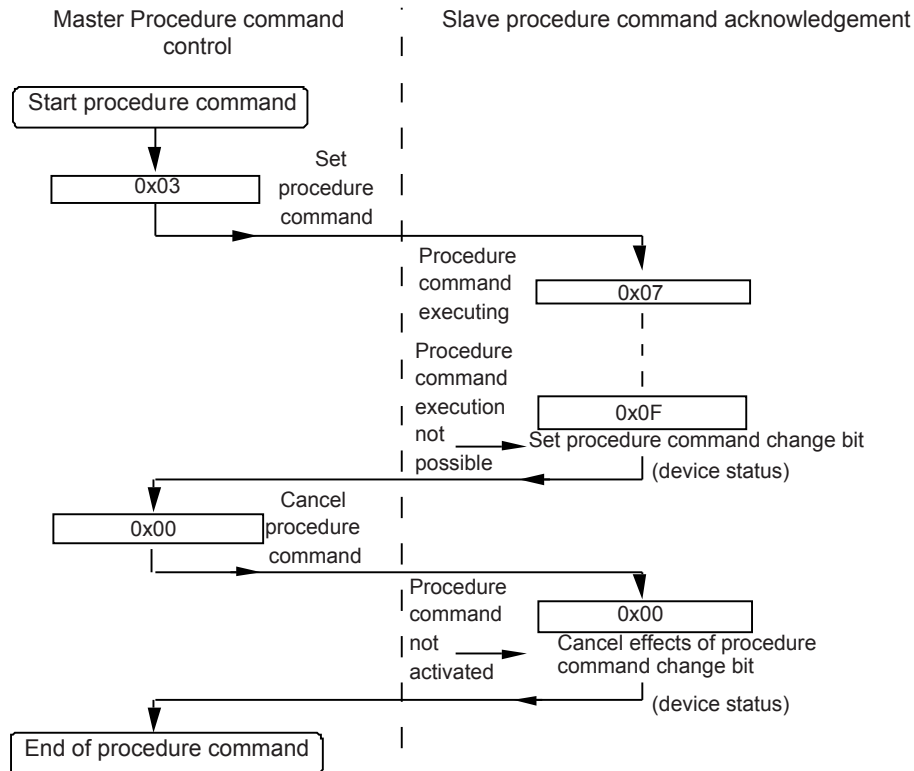 Master Procedure command
control
Slave procedure command acknowledgement
Start procedure command
0x03
Set
procedure
command
Procedure
command
executing
0x07
Procedure
command
execution
not
possible
0x0F
Set procedure command change bit
(device status)
0x00
Cancel
procedure
command
Procedure
command
not
activated
0x00
Cancel effects of procedure
command change bit
(device status)
End of procedure command